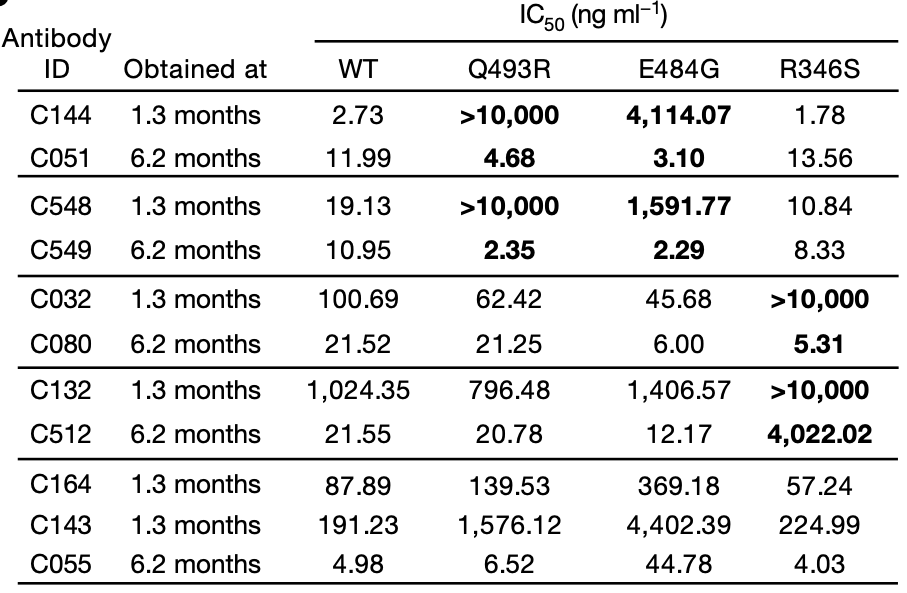 IC50 (ng ml−1)
Antibody
ID Obtained at WT Q493R E484G R346S
C144 1.3 months 2.73 >10,000 4,114.07 1.78
C051 6.2 months 11.99 4.68 3.10 13.56
C548 1.3 months 19.13 >10,000 1,591.77 10.84
C549 6.2 months 10.95 2.35 2.29 8.33
C032 1.3 months 100.69 62.42 45.68 >10,000
C080 6.2 months 21.52 21.25 6.00 5.31
C132 1.3 months 1,024.35 796.48 1,406.57 >10,000
C512 6.2 months 21.55 20.78 12.17 4,022.02
C164 1.3 months 87.89 139.53 369.18 57.24
C143 1.3 months 191.23 1,576.12 4,402.39 224.99
C055 6.2 months 4.98 6.52 44.78 4.03